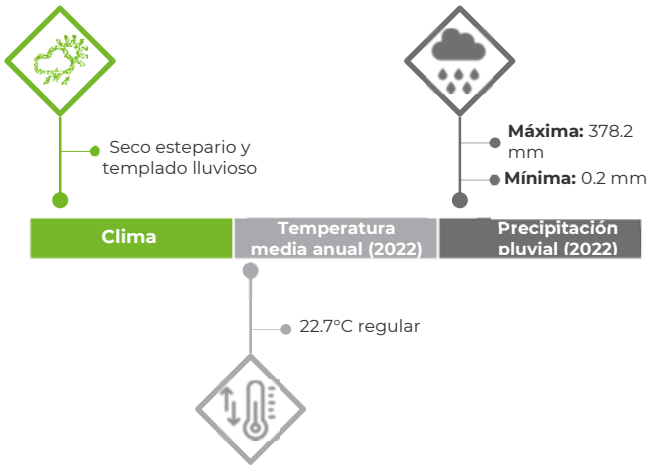 Seco estepario y
templado lluvioso
Máxima: 378.2
mm
Mínima: 0.2 mm
Clima
Temperatura
media anual (2022)
Precipitación
pluvial (2022)
22.7°C regular